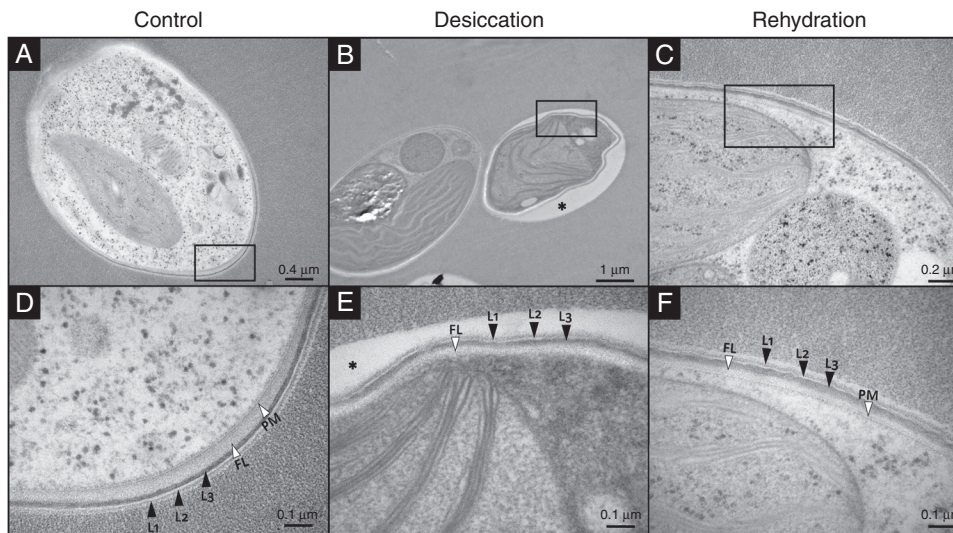 Control Desiccation Rehydration
A B C
*
0.4 µm 1 µm 0.2 µm
D E F
FL L1 L2 L3
FL L1 L2 L3 PM
*
PM
FL
L3
L2
L1
0.1 µm 0.1 µm 0.1 µm